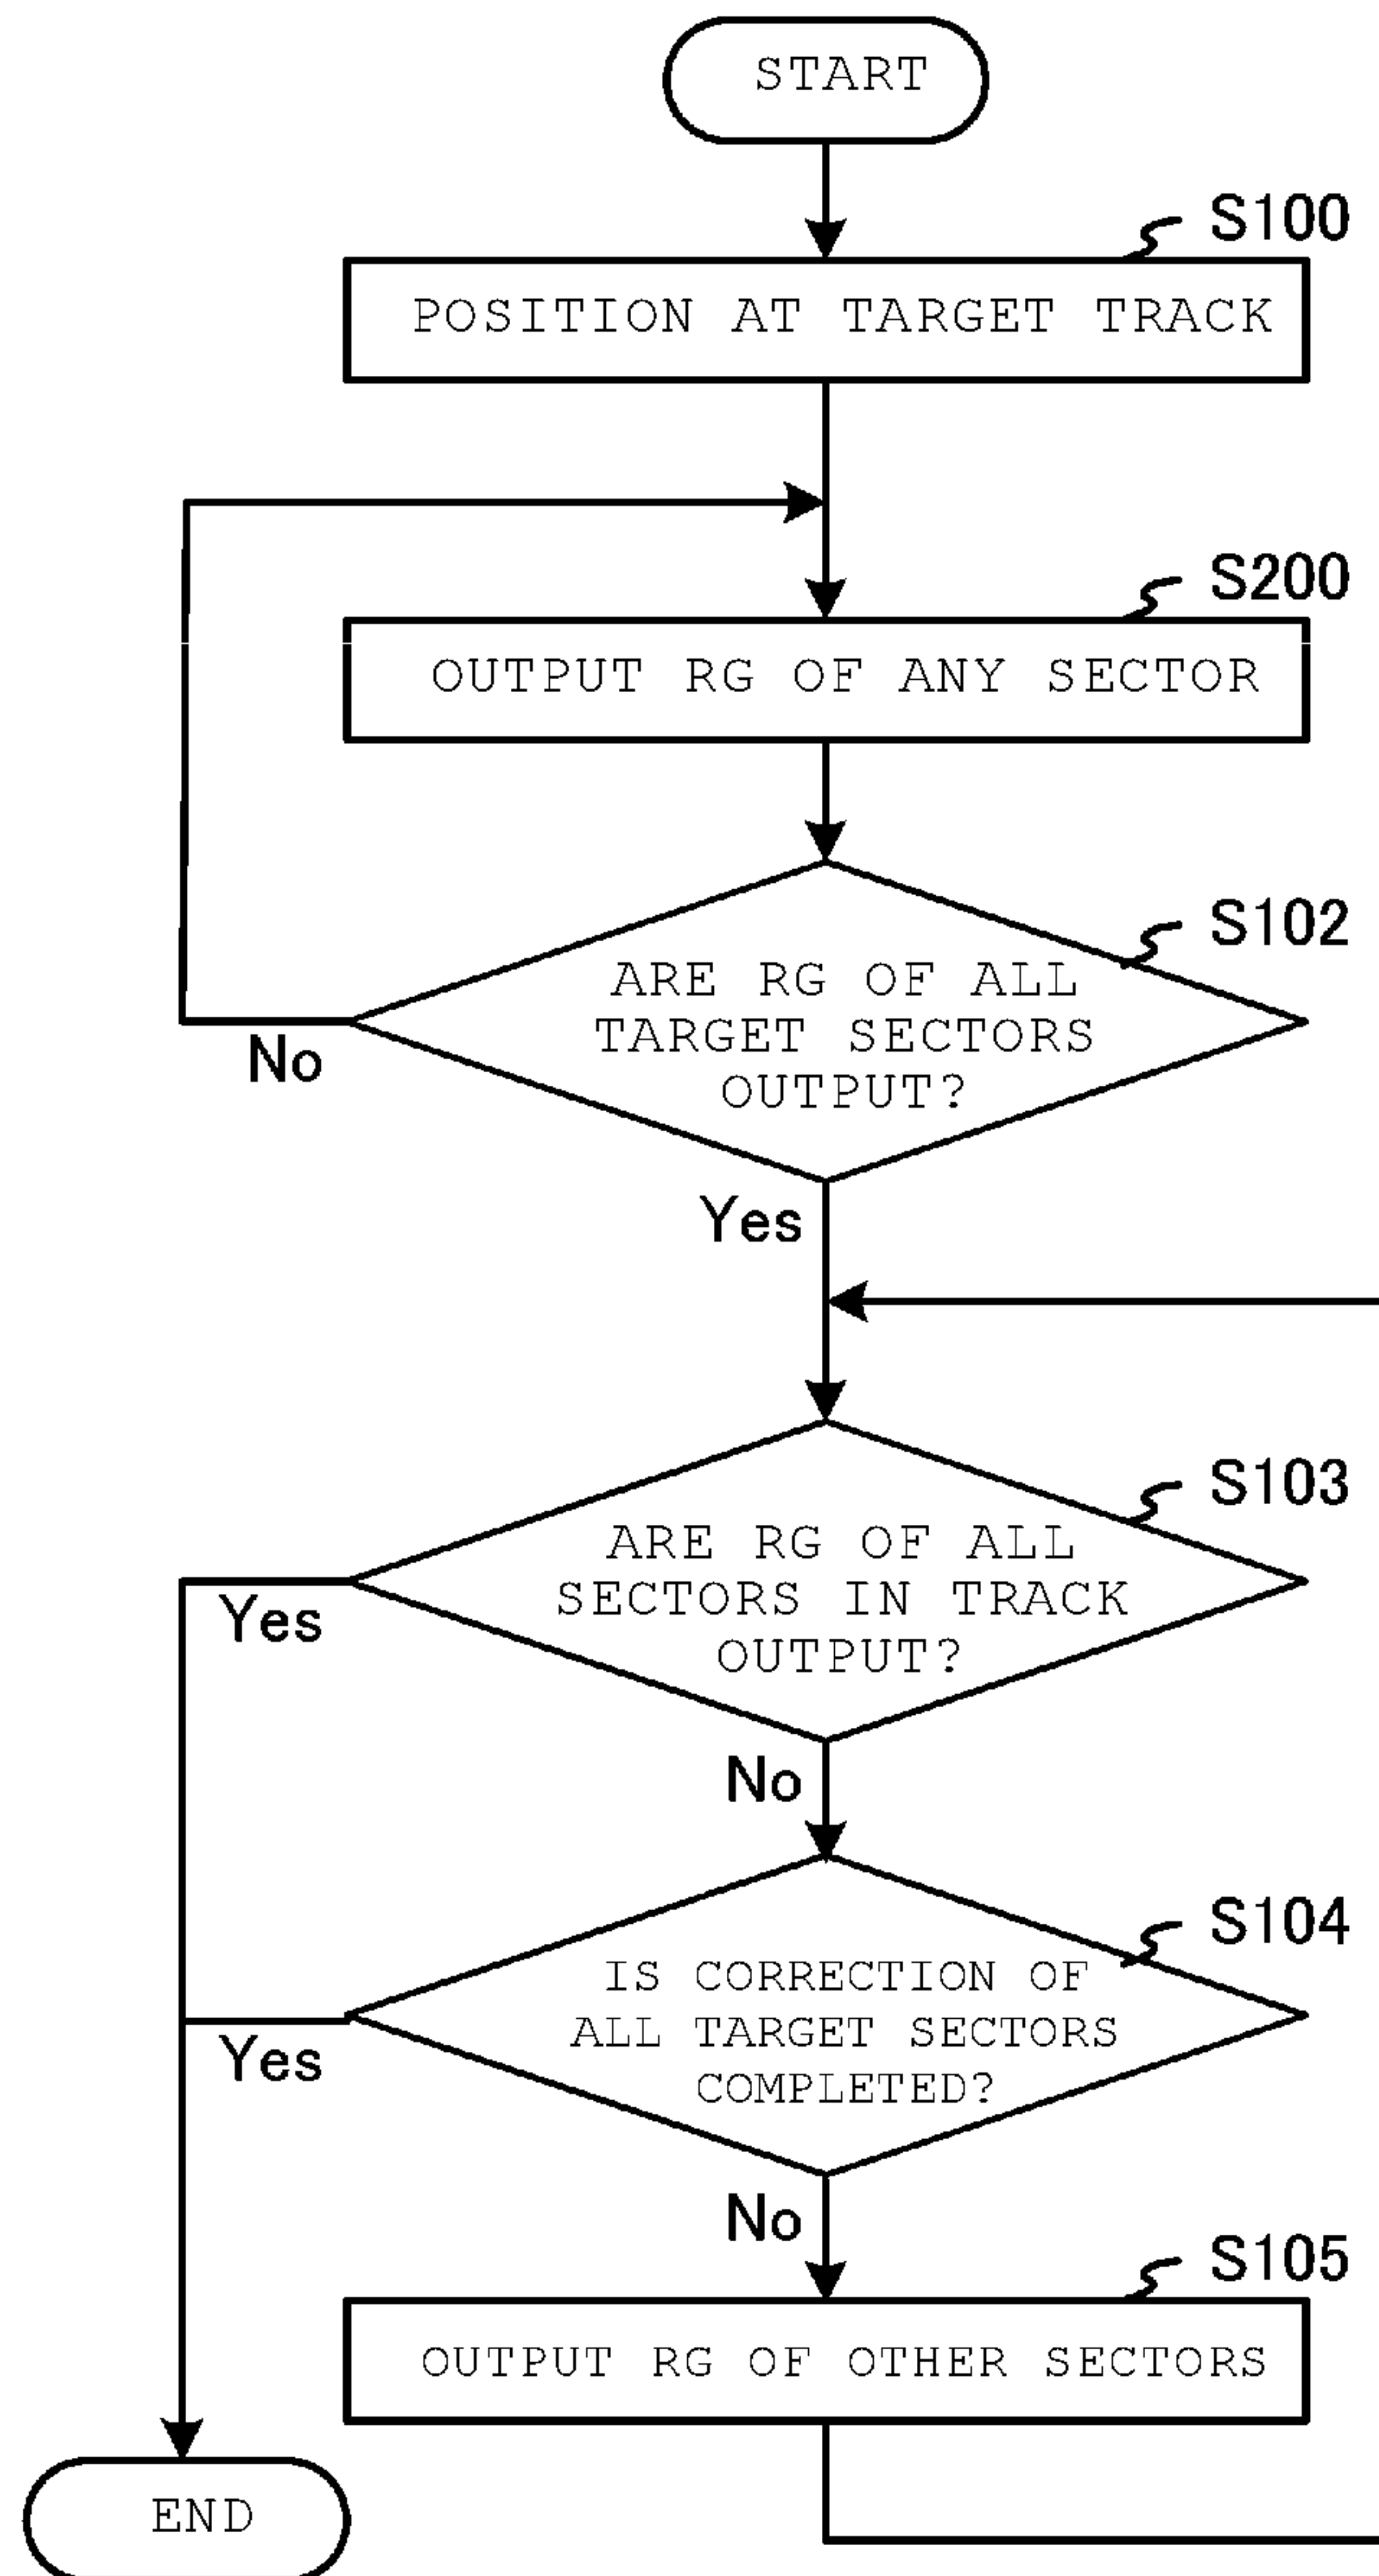 START
S100
POSITION AT TARGET TRACK
S200
OUTPUT RG OF ANY SECTOR
S102
ARE RG OF ALL
TARGET SECTORS
OUTPUT?
No
Yes
S103
ARE RG OF ALL
SECTORS IN TRACK
OUTPUT?
Yes
No
S104
IS CORRECTION OF
ALL TARGET SECTORS
COMPLETED?
Yes
No
S105
OUTPUT RG OF OTHER SECTORS
END